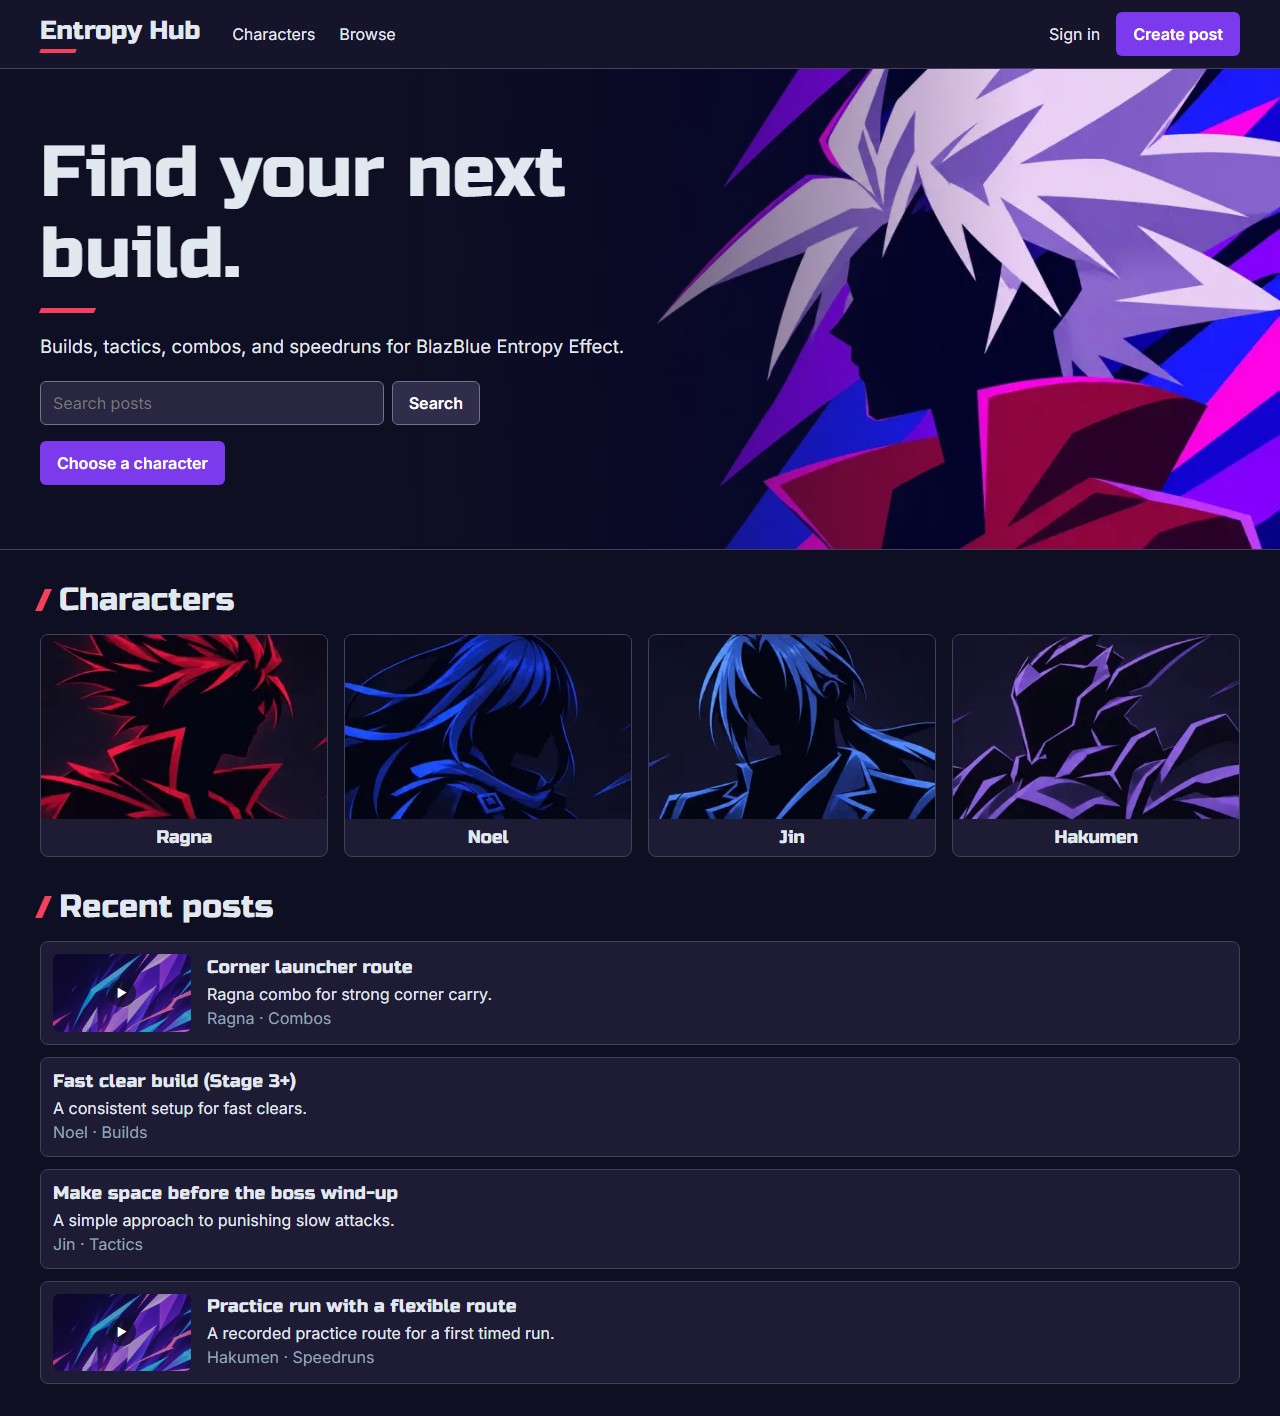 Entropy Hub
Characters
Browse
Sign in
Create post
Find your next
build.
Builds, tactics, combos, and speedruns for BlazBlue Entropy Effect.
Search posts
Search
Choose a character
Characters
Ragna
Noel
Jin
Hakumen
Recent posts
Corner launcher route
Ragna combo for strong corner carry.
Ragna · Combos
Fast clear build (Stage 3+)
A consistent setup for fast clears.
Noel · Builds
Make space before the boss wind-up
A simple approach to punishing slow attacks.
Jin · Tactics
Practice run with a flexible route
A recorded practice route for a first timed run.
Hakumen · Speedruns